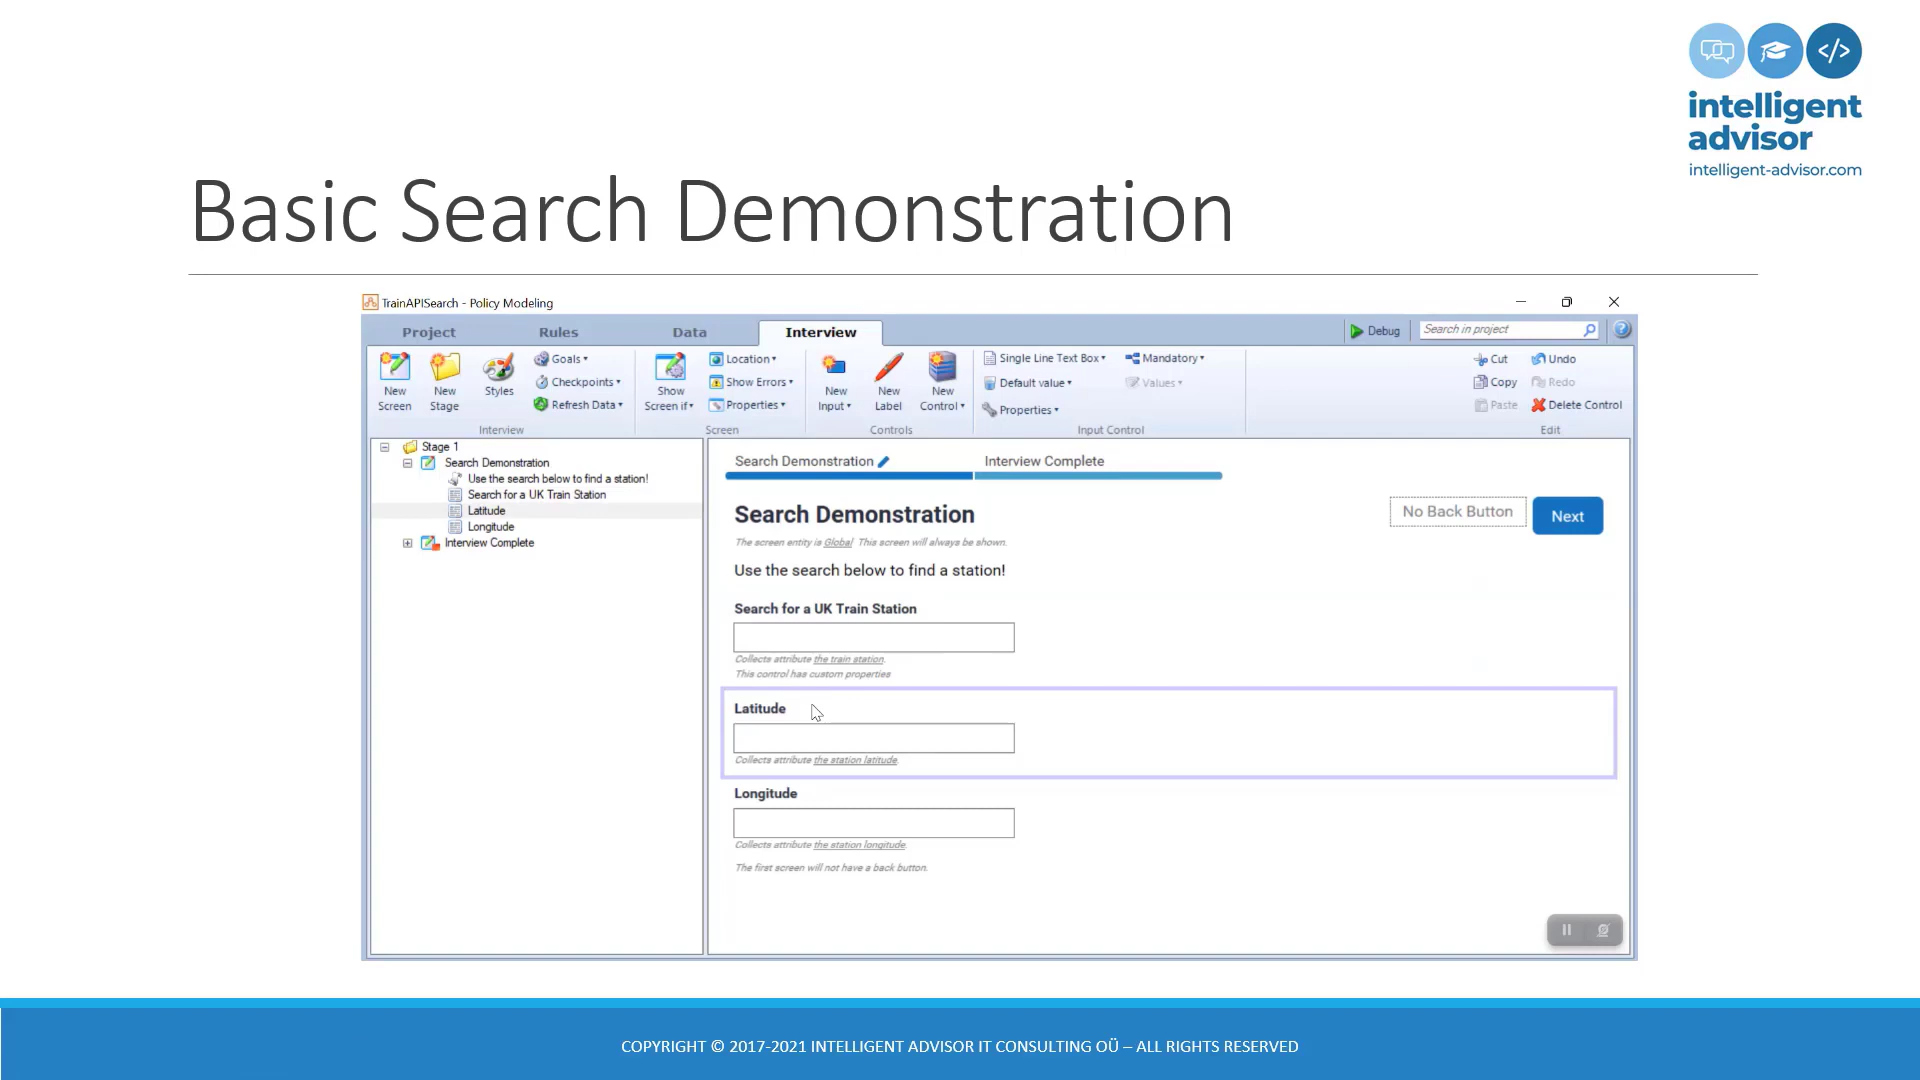 intelligent
advisor
intelligent-advisor.com
Basic Search Demonstration
TrainAPISearch - Policy Modeling
Project
Rules
Data
Interview
Debug
Search in project
New Screen
New Stage
Styles
Goals
Checkpoints
Refresh Data
Interview
Show Screen if
Location
Show Errors
Properties
Screen
New Input
New Label
New Control
Controls
Single Line Text Box
Default value
Properties
Mandatory
Values
Input Control
Cut
Copy
Paste
Undo
Redo
Delete Control
Edit
Stage 1
Search Demonstration
Use the search below to find a station!
Search for a UK Train Station
Latitude
Longitude
Interview Complete
Search Demonstration
Interview Complete
Search Demonstration
No Back Button
Next
The screen entity is Global This screen will always be shown.
Use the search below to find a station!
Search for a UK Train Station
Collects attribute the train station.
This control has custom properties
Latitude
Collects attribute the station latitude.
Longitude
Collects attribute the station longitude.
The first screen will not have a back button.
COPYRIGHT © 2017-2021 INTELLIGENT ADVISOR IT CONSULTING OÜ – ALL RIGHTS RESERVED